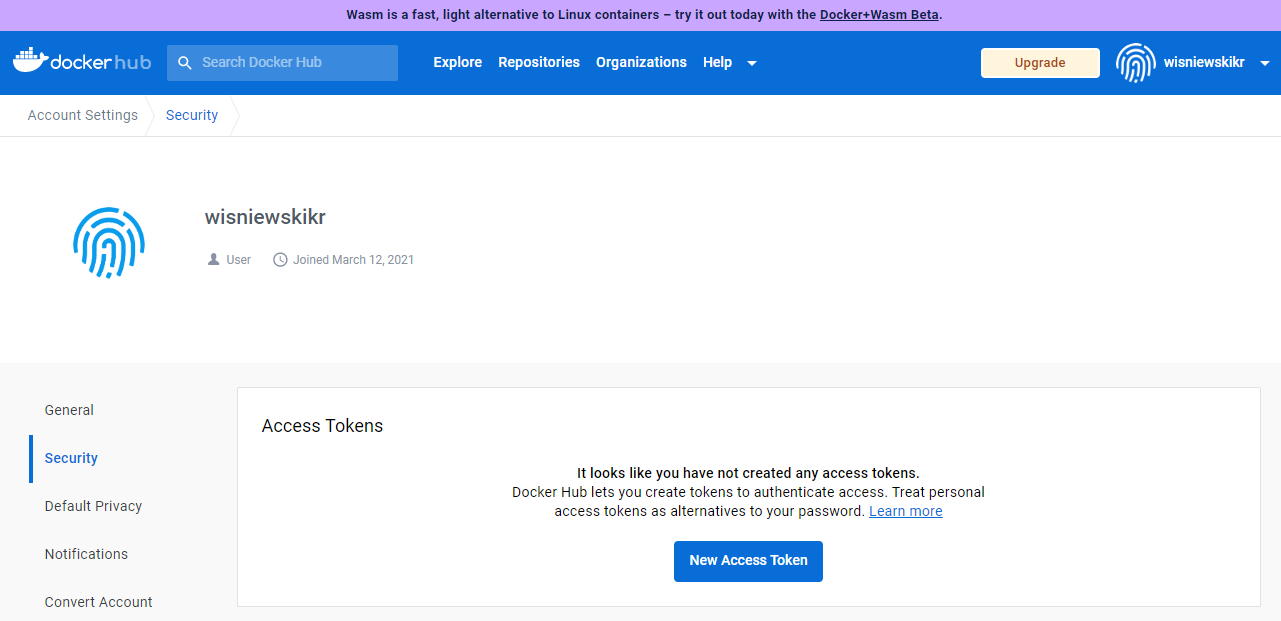 Wasm is a fast, light alternative to Linux containers – try it out today with the Docker+Wasm Beta.
dockerhub Search Docker Hub Explore Repositories Organizations Help Upgrade wisniewskikr
Account Settings Security
wisniewskikr
User Joined March 12, 2021
General
Security
Default Privacy
Notifications
Convert Account
Access Tokens
It looks like you have not created any access tokens.
Docker Hub lets you create tokens to authenticate access. Treat personal
access tokens as alternatives to your password. Learn more
New Access Token